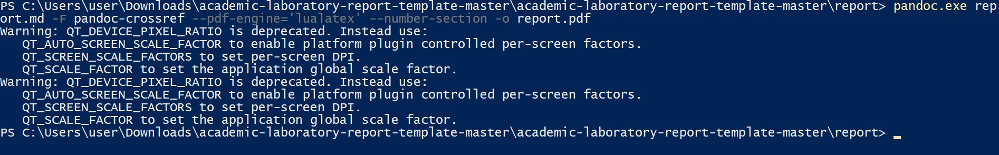 PS C:\Users\user\Downloads\academic-laboratory-report-template-master\academic-laboratory-report-template-master\report> pandoc.exe rep
ort.md -F pandoc-crossref --pdf-engine='lualatex' --number-section -o report.pdf
Warning: QT_DEVICE_PIXEL_RATIO is deprecated. Instead use:
   QT_AUTO_SCREEN_SCALE_FACTOR to enable platform plugin controlled per-screen factors.
   QT_SCREEN_SCALE_FACTORS to set per-screen DPI.
   QT_SCALE_FACTOR to set the application global scale factor.
Warning: QT_DEVICE_PIXEL_RATIO is deprecated. Instead use:
   QT_AUTO_SCREEN_SCALE_FACTOR to enable platform plugin controlled per-screen factors.
   QT_SCREEN_SCALE_FACTORS to set per-screen DPI.
   QT_SCALE_FACTOR to set the application global scale factor.
PS C:\Users\user\Downloads\academic-laboratory-report-template-master\academic-laboratory-report-template-master\report>